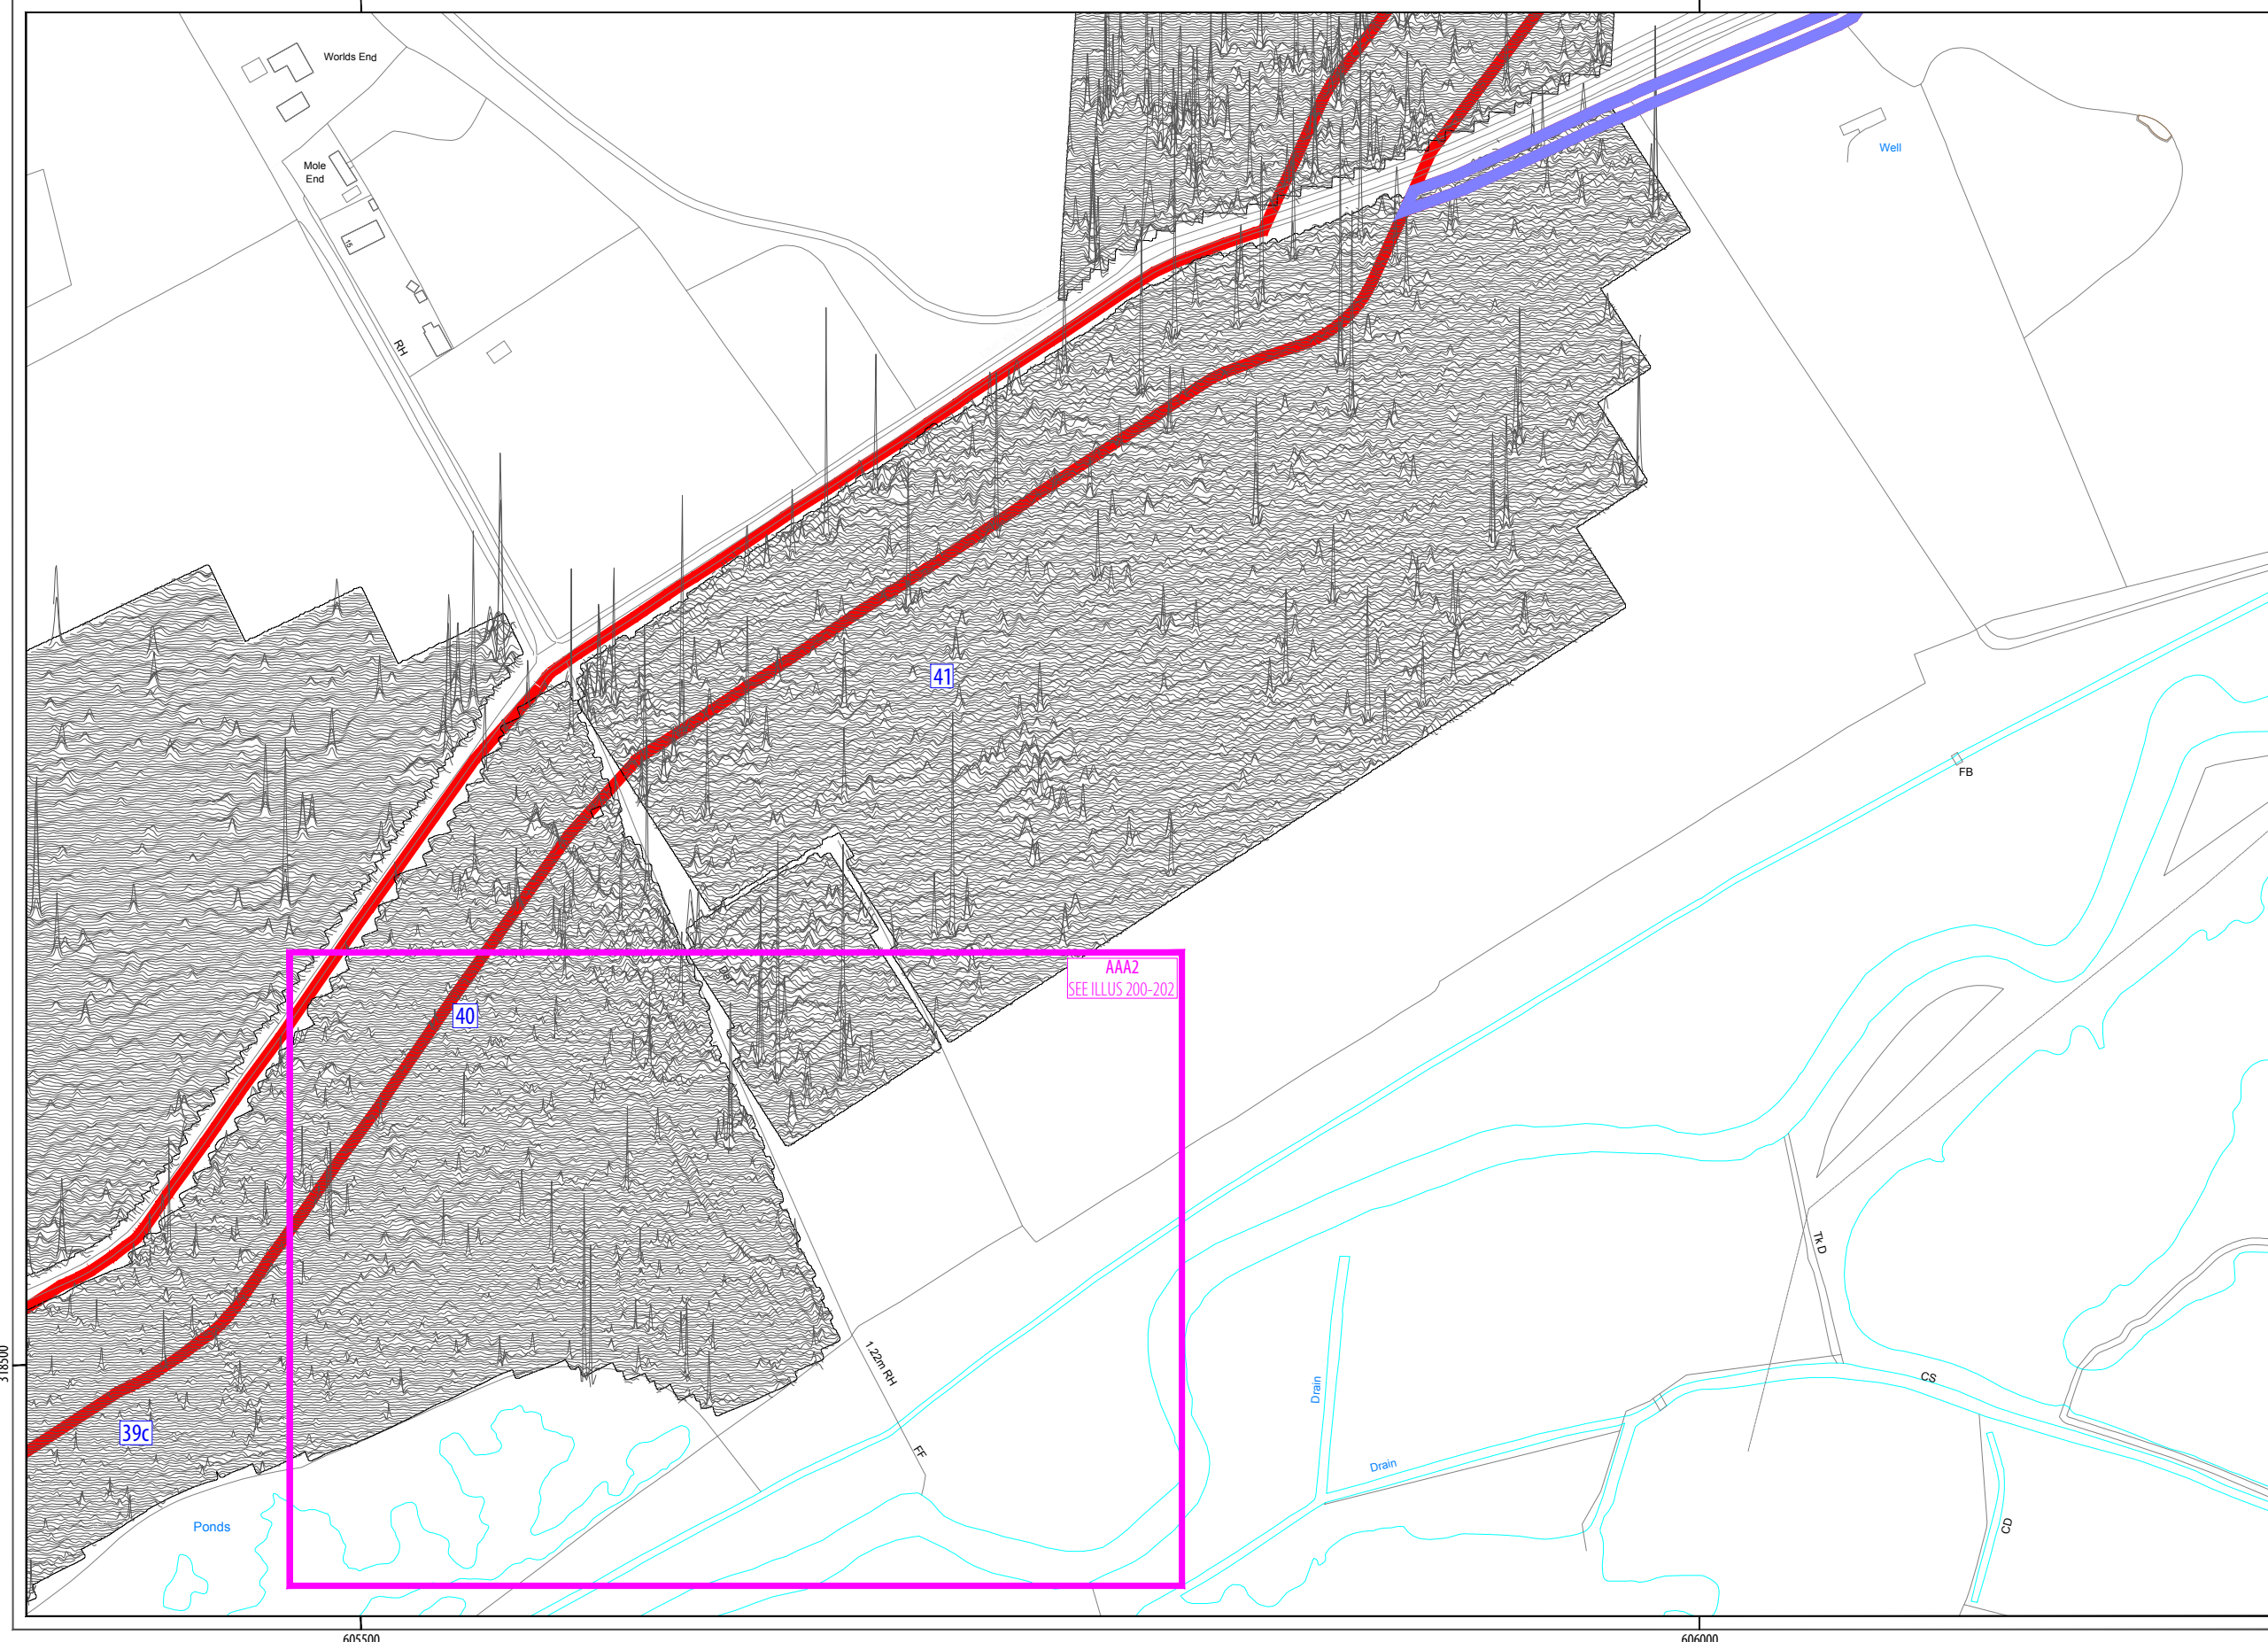 Worlds End
Mole
End
15
Well
RH
41
FB
AAA2
SEE ILLUS 200-202
40
Tk D
318500
1.22m RH
CS
Drain
39c
FF
Drain
Ponds
CD
605500
606000